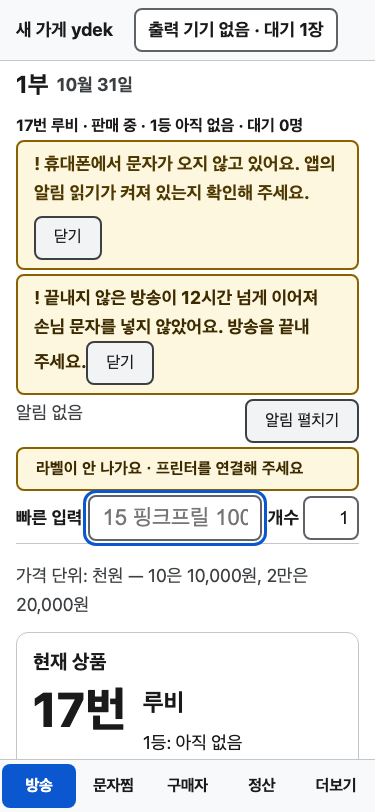 새 가게 ydek
출력 기기 없음 · 대기 1장
1부 10월 31일
17번 루비 · 판매 중 · 1등 아직 없음 · 대기 0명
! 휴대폰에서 문자가 오지 않고 있어요. 앱의
알림 읽기가 켜져 있는지 확인해 주세요.
닫기
! 끝내지 않은 방송이 12시간 넘게 이어져
손님 문자를 넣지 않았어요. 방송을 끝내
주세요. 닫기
알림 없음 알림 펼치기
라벨이 안 나가요 · 프린터를 연결해 주세요
빠른 입력 15 핑크프릴 100 개수 1
가격 단위: 천원 — 10은 10,000원, 2만은
20,000원
현재 상품
17번 루비
1등: 아직 없음
방송 문자찜 구매자 정산 더보기